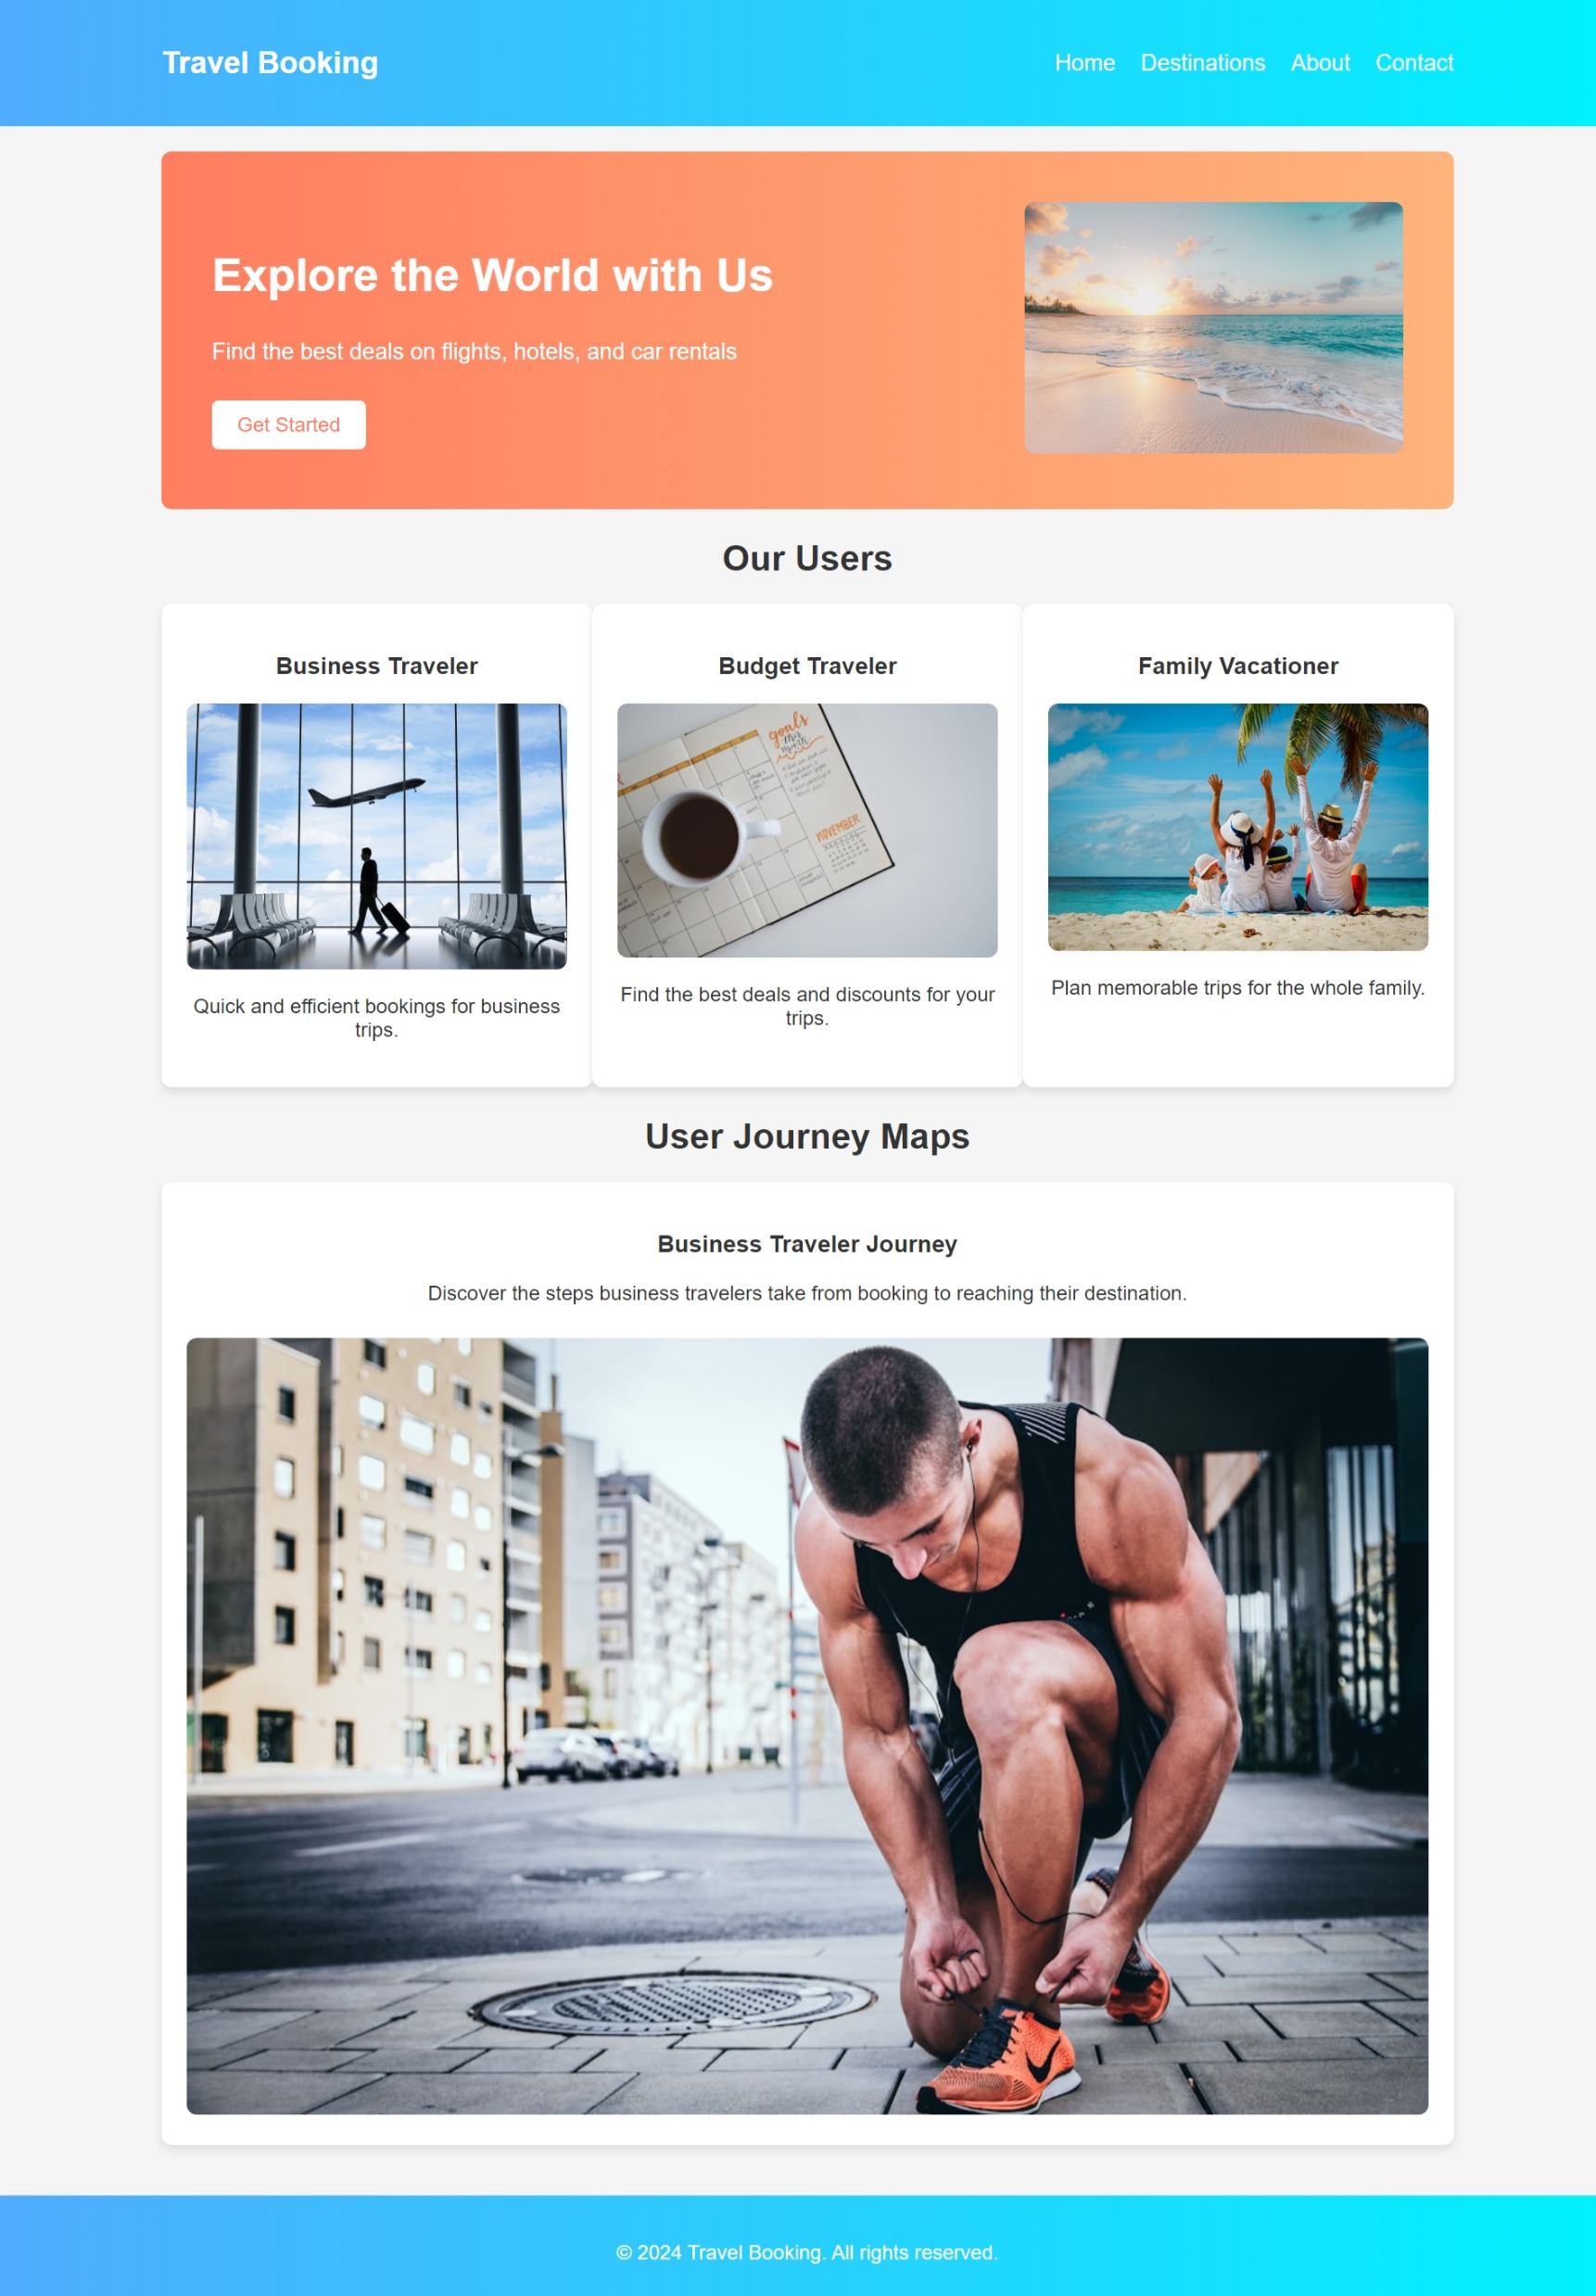 Travel Booking
Home Destinations About Contact
Explore the World with Us
Find the best deals on flights, hotels, and car rentals
Get Started
Our Users
Business Traveler
Quick and efficient bookings for business
trips.
Budget Traveler
goals
this
month
NOVEMBER
Find the best deals and discounts for your
trips.
Family Vacationer
Plan memorable trips for the whole family.
User Journey Maps
Business Traveler Journey
Discover the steps business travelers take from booking to reaching their destination.
© 2024 Travel Booking. All rights reserved.